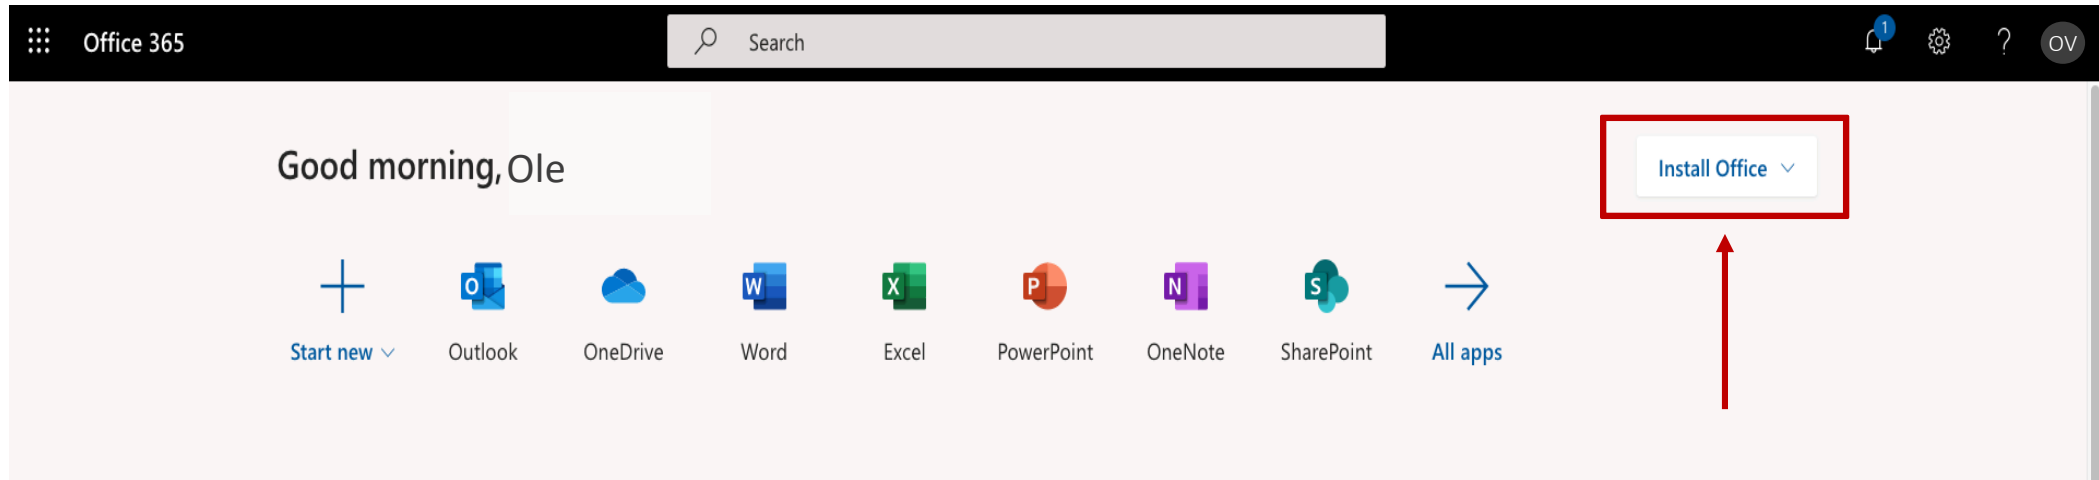 Office 365
Search
1
?
OV
Good morning, Ole
Install Office
O
W
X
P
N
S
Start new
Outlook
OneDrive
Word
Excel
PowerPoint
OneNote
SharePoint
All apps